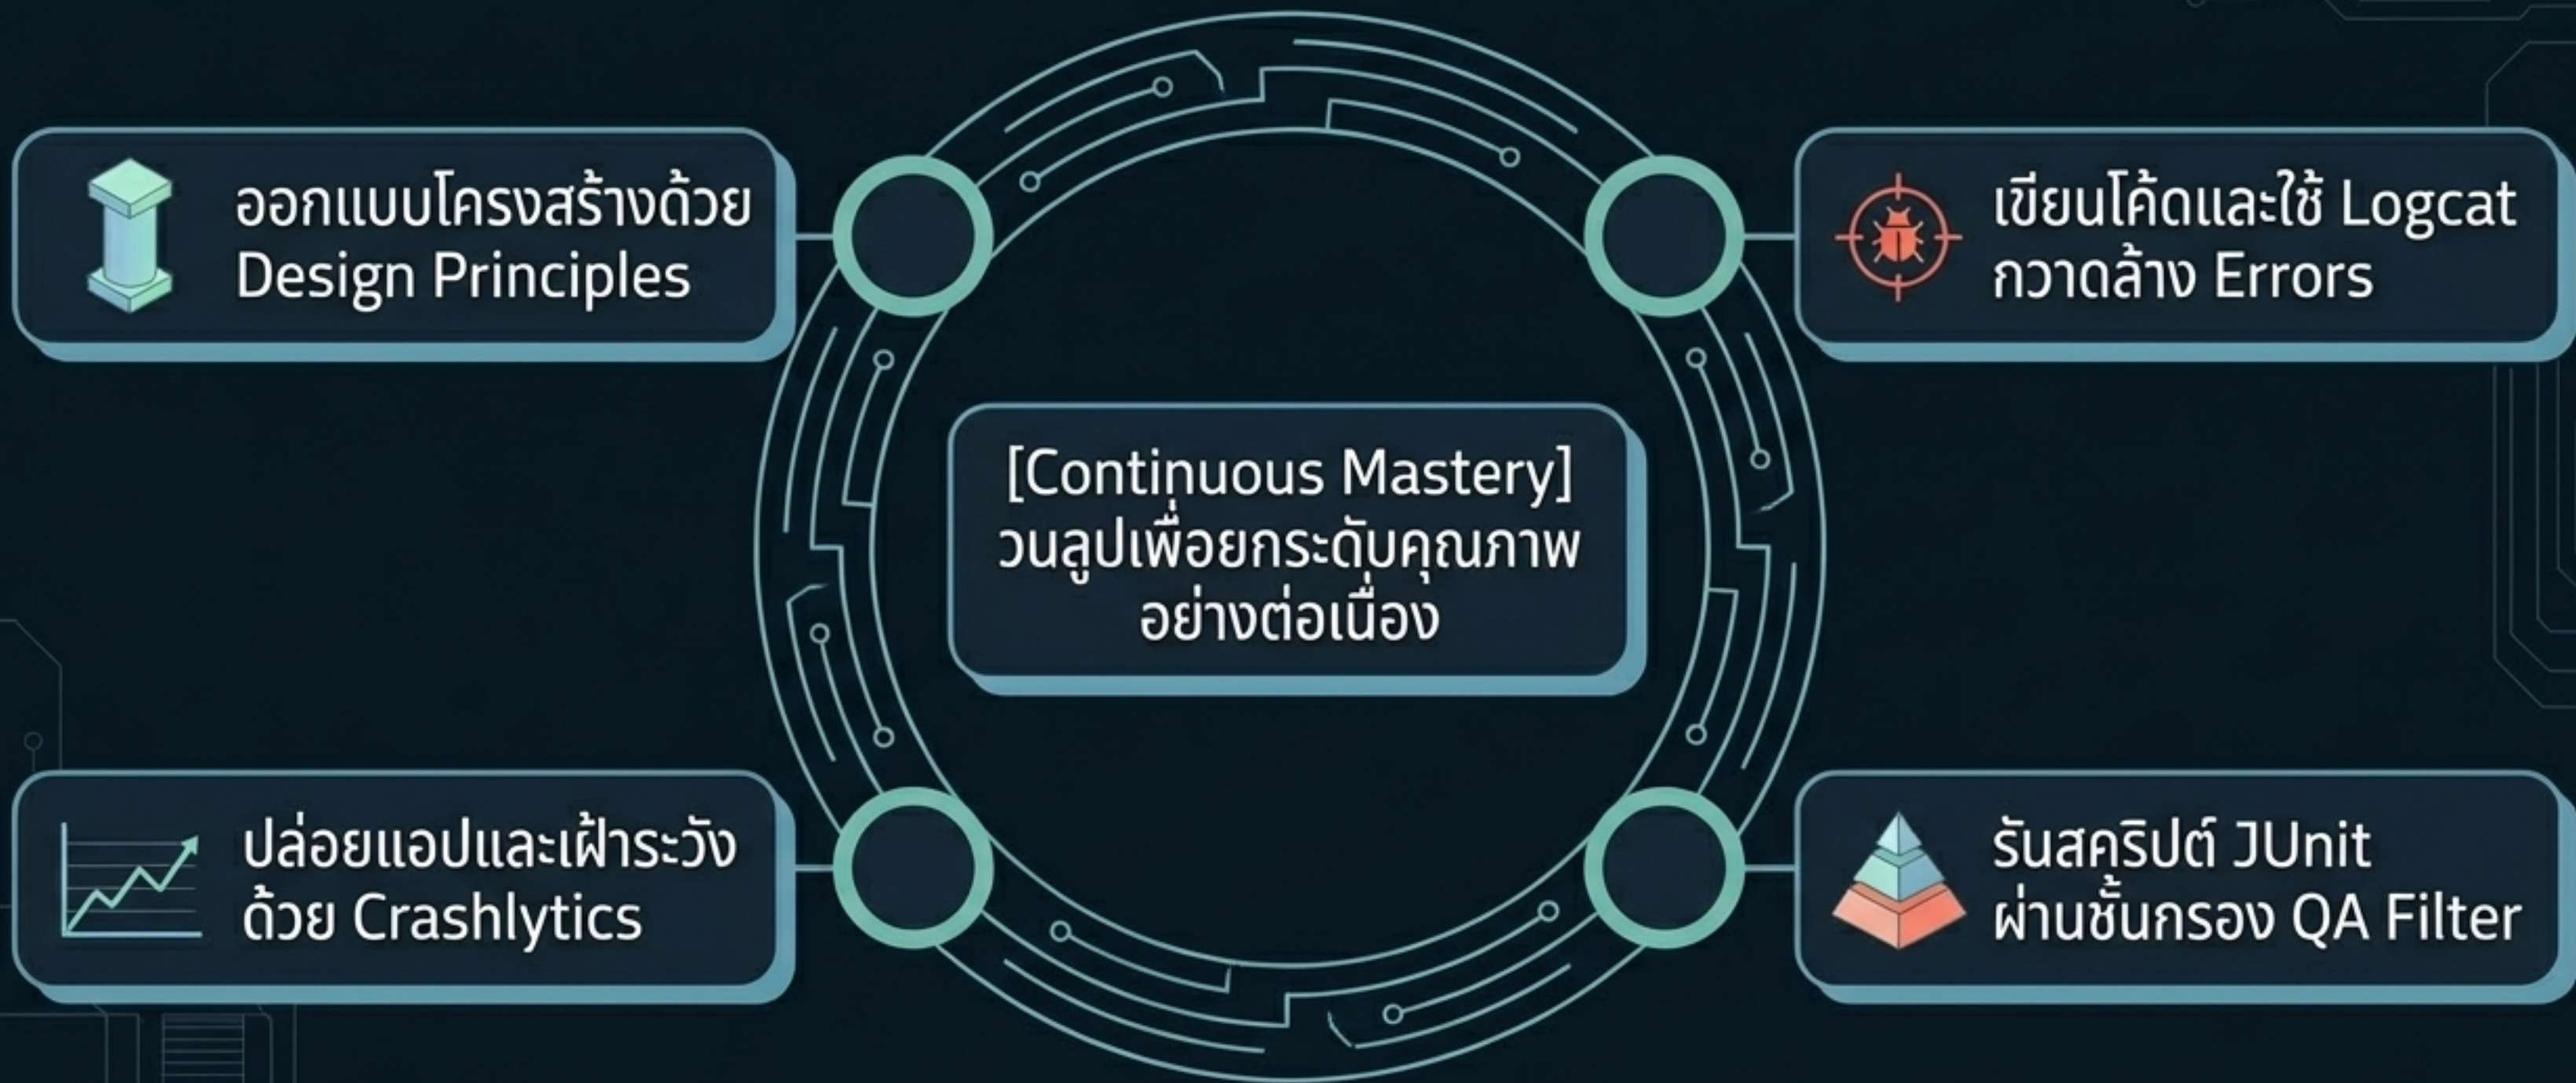 ออกแบบโครงสร้างด้วย
Design Principles
เขียนโค้ดและใช้ Logcat
กวาดล้าง Errors
[Continuous Mastery]
วนลูปเพื่อยกระดับคุณภาพ
อย่างต่อเนื่อง
ปล่อยแอปและเฝ้าระวัง
ด้วย Crashlytics
รันสคริปต์ JUnit
ผ่านชั้นกรอง QA Filter